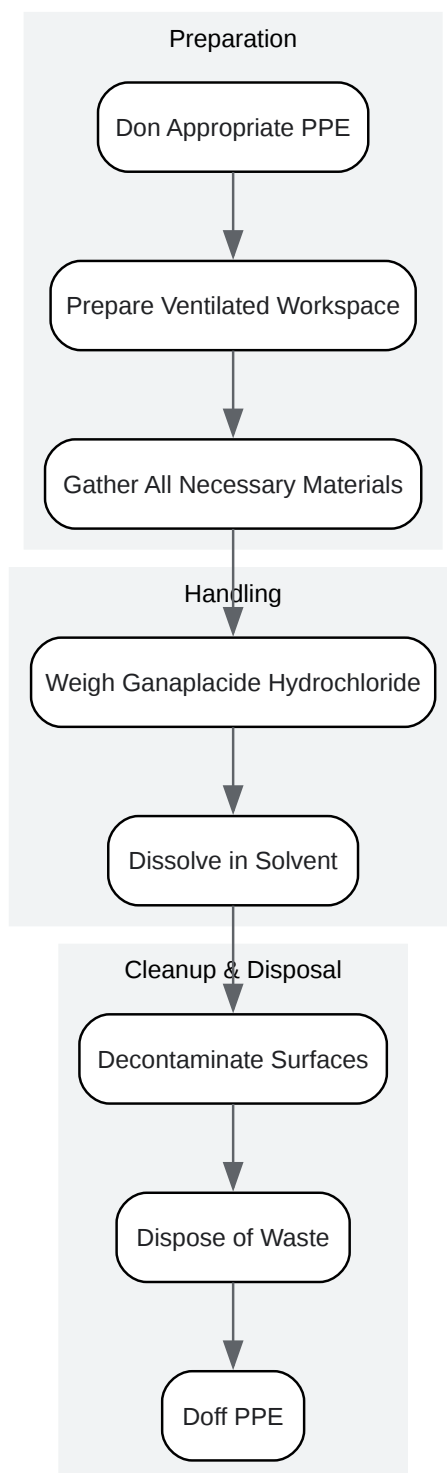 Preparation
Don Appropriate PPE
Prepare Ventilated Workspace
Gather All Necessary Materials
Handling
Weigh Ganaplacide Hydrochloride
Dissolve in Solvent
Cleanup & Disposal
Decontaminate Surfaces
Dispose of Waste
Doff PPE